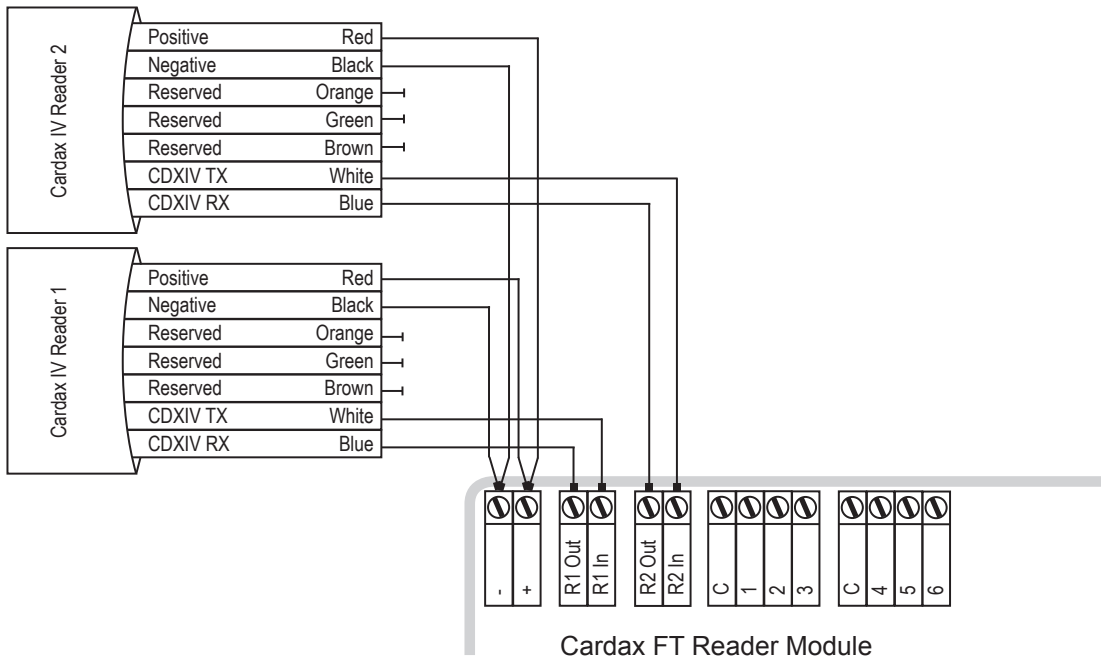 Cardax IV Reader 2
Positive Red
Negative Black
Reserved Orange
Reserved Green
Reserved Brown
CDXIV TX White
CDXIV RX Blue
Cardax IV Reader 1
Positive Red
Negative Black
Reserved Orange
Reserved Green
Reserved Brown
CDXIV TX White
CDXIV RX Blue
- + R1 Out R1 In R2 Out R2 In C 1 2 3 C 4 5 6
Cardax FT Reader Module